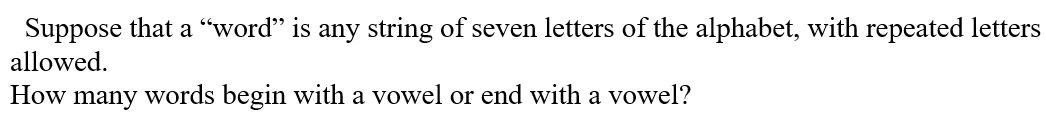 Suppose that a “word” is any string of seven letters of the alphabet, with repeated letters
allowed.
How many words begin with a vowel or end with a vowel?